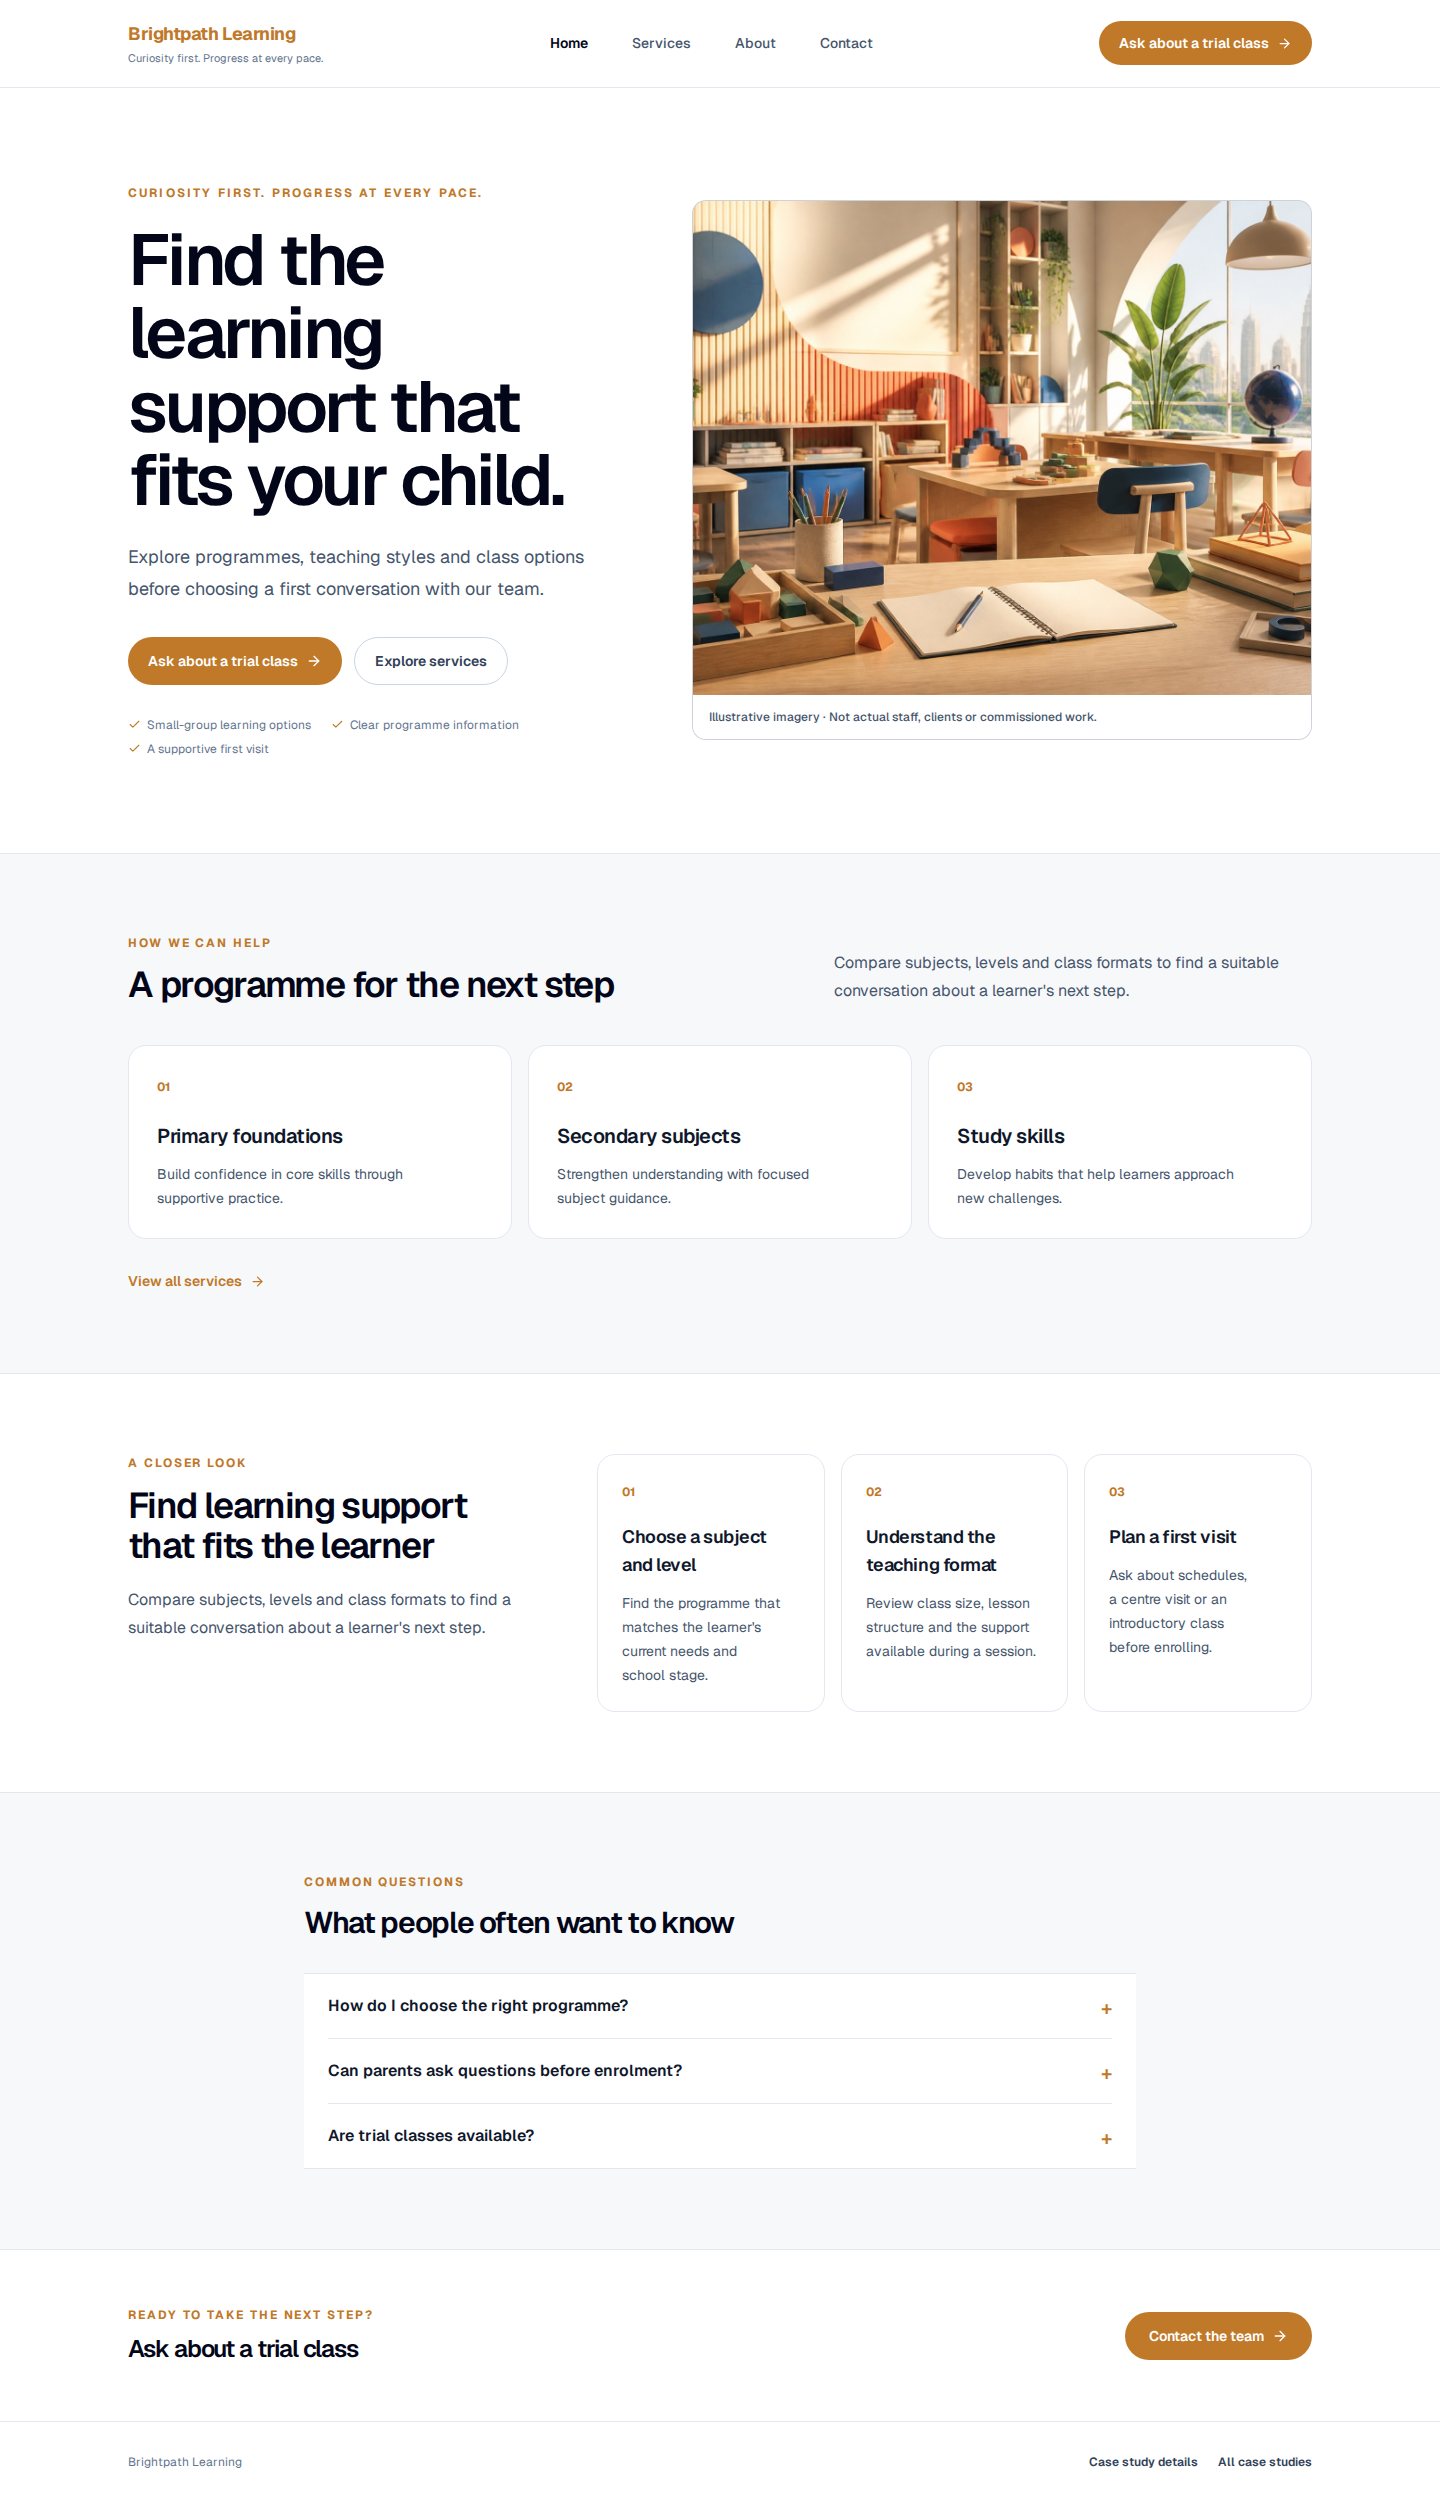 Brightpath Learning
Curiosity first. Progress at every pace.
Home
Services
About
Contact
Ask about a trial class
CURIOSITY FIRST. PROGRESS AT EVERY PACE.
Find the
learning
support that
fits your child.
Explore programmes, teaching styles and class options
before choosing a first conversation with our team.
Ask about a trial class
Explore services
Small-group learning options
Clear programme information
A supportive first visit
Illustrative imagery · Not actual staff, clients or commissioned work.
HOW WE CAN HELP
A programme for the next step
Compare subjects, levels and class formats to find a suitable
conversation about a learner's next step.
01
Primary foundations
Build confidence in core skills through
supportive practice.
02
Secondary subjects
Strengthen understanding with focused
subject guidance.
03
Study skills
Develop habits that help learners approach
new challenges.
View all services
A CLOSER LOOK
Find learning support
that fits the learner
Compare subjects, levels and class formats to find a
suitable conversation about a learner's next step.
01
Choose a subject
and level
Find the programme that
matches the learner's
current needs and
school stage.
02
Understand the
teaching format
Review class size, lesson
structure and the support
available during a session.
03
Plan a first visit
Ask about schedules,
a centre visit or an
introductory class
before enrolling.
COMMON QUESTIONS
What people often want to know
How do I choose the right programme?
+
Can parents ask questions before enrolment?
+
Are trial classes available?
+
READY TO TAKE THE NEXT STEP?
Ask about a trial class
Contact the team
Brightpath Learning
Case study details
All case studies